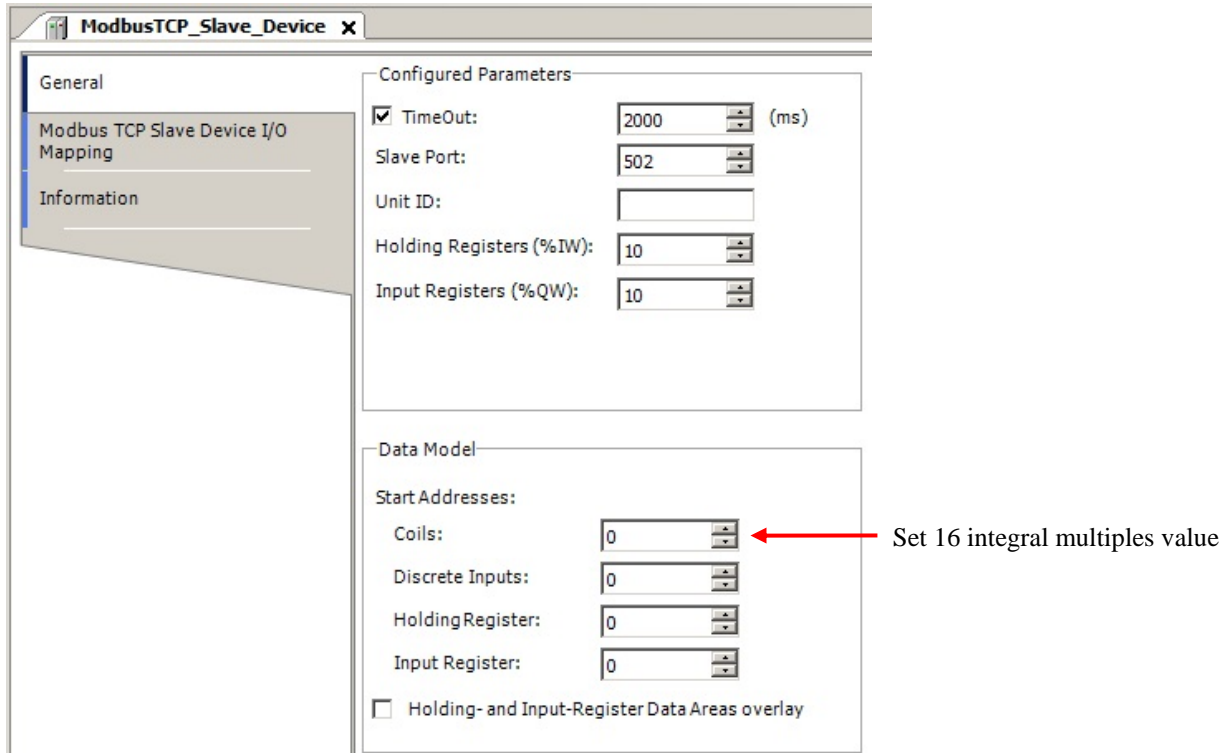 ModbusTCP_Slave_Device X
General
Modbus TCP Slave Device I/O
Mapping
Information
Configured Parameters
TimeOut: 2000 (ms)
Slave Port: 502
Unit ID:
Holding Registers (%IW): 10
Input Registers (%QW): 10
Data Model
Start Addresses:
Coils: 0 Set 16 integral multiples value
Discrete Inputs: 0
Holding Register: 0
Input Register: 0
Holding- and Input-Register Data Areas overlay